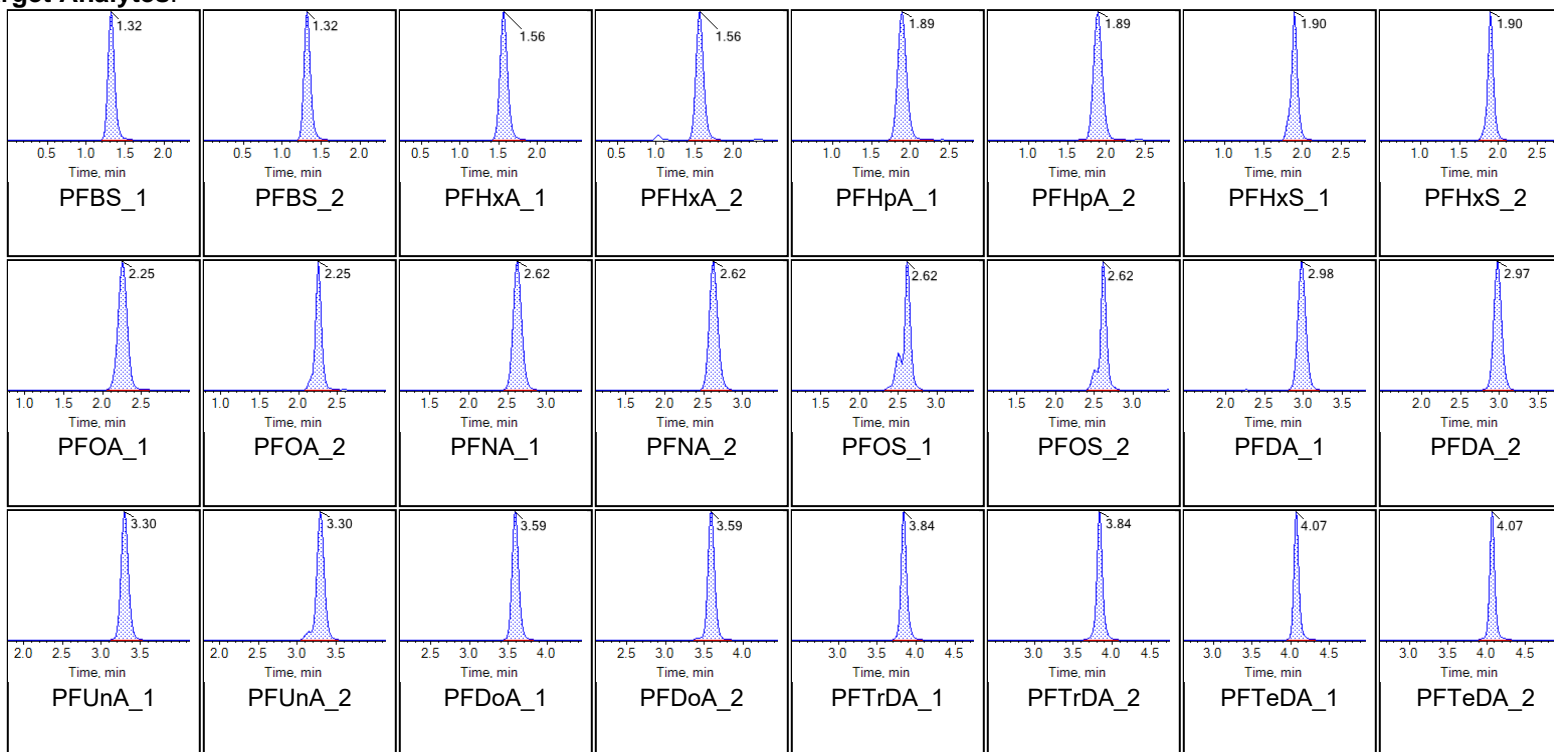 rget Analytes:
1.32 1.32 1.56 1.56 1.89 1.89 1.90 1.90
0.5 1.0 1.5 2.0 0.5 1.0 1.5 2.0 0.5 1.0 1.5 2.0 0.5 1.0 1.5 2.0 1.0 1.5 2.0 2.5 1.0 1.5 2.0 2.5 1.0 1.5 2.0 2.5 1.0 1.5 2.0 2.5
Time, min Time, min Time, min Time, min Time, min Time, min Time, min Time, min
PFBS_1 PFBS_2 PFHxA_1 PFHxA_2 PFHpA_1 PFHpA_2 PFHxS_1 PFHxS_2
2.25 2.25 2.62 2.62 2.62 2.62 2.98 2.97
1.0 1.5 2.0 2.5 1.0 1.5 2.0 2.5 1.5 2.0 2.5 3.0 1.5 2.0 2.5 3.0 1.5 2.0 2.5 3.0 1.5 2.0 2.5 3.0 2.0 2.5 3.0 3.5 2.0 2.5 3.0 3.5
Time, min Time, min Time, min Time, min Time, min Time, min Time, min Time, min
PFOA_1 PFOA_2 PFNA_1 PFNA_2 PFOS_1 PFOS_2 PFDA_1 PFDA_2
3.30 3.30 3.59 3.59 3.84 3.84 4.07 4.07
2.0 2.5 3.0 3.5 2.0 2.5 3.0 3.5 2.5 3.0 3.5 4.0 2.5 3.0 3.5 4.0 3.0 3.5 4.0 4.5 3.0 3.5 4.0 4.5 3.0 3.5 4.0 4.5 3.0 3.5 4.0 4.5
Time, min Time, min Time, min Time, min Time, min Time, min Time, min Time, min
PFUnA_1 PFUnA_2 PFDoA_1 PFDoA_2 PFTrDA_1 PFTrDA_2 PFTeDA_1 PFTeDA_2